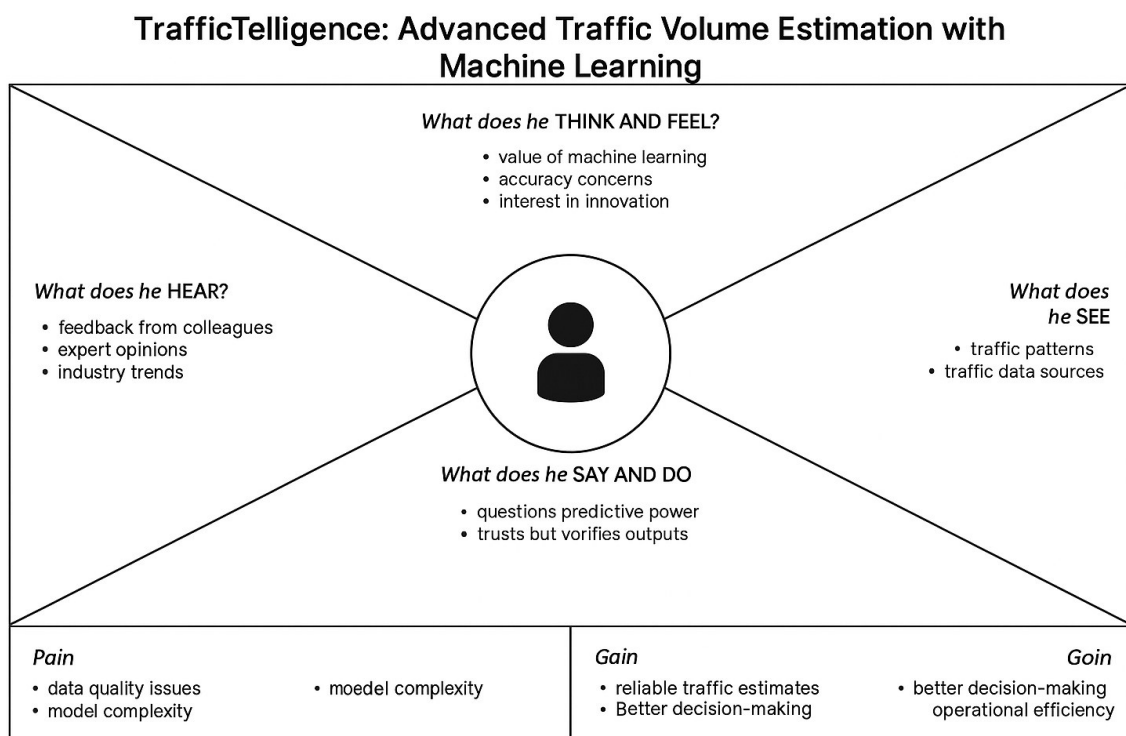 TrafficTelligence: Advanced Traffic Volume Estimation with
Machine Learning
What does he THINK AND FEEL?
• value of machine learning
• accuracy concerns
• interest in innovation
What does he HEAR?
• feedback from colleagues
• expert opinions
• industry trends
What does
he SEE
• traffic patterns
• traffic data sources
What does he SAY AND DO
• questions predictive power
• trusts but vorifies outputs
Pain
• data quality issues
• model complexity
• moedel complexity
Gain
• reliable traffic estimates
• Better decision-making
Goin
• better decision-making
operational efficiency